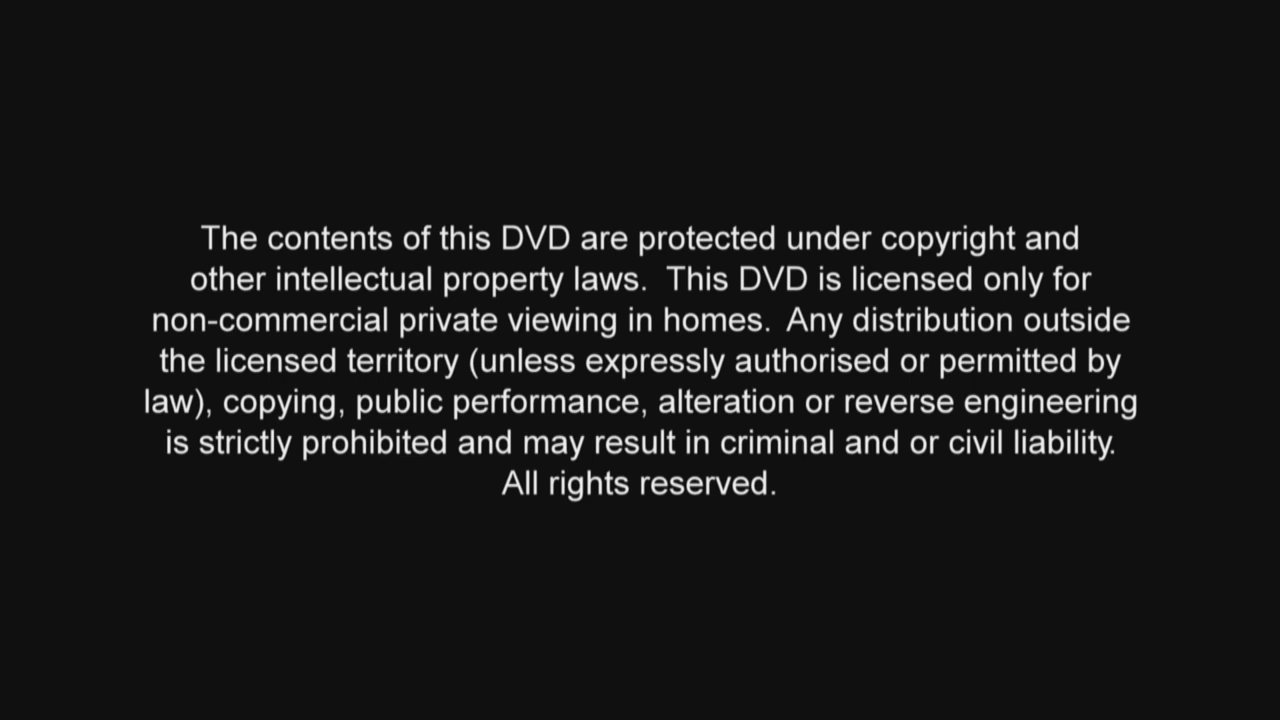 The contents of this DVD are protected under copyright and
other intellectual property laws.  This DVD is licensed only for
non-commercial private viewing in homes.  Any distribution outside
the licensed territory (unless expressly authorised or permitted by
law), copying, public performance, alteration or reverse engineering
is strictly prohibited and may result in criminal and or civil liability.
All rights reserved.